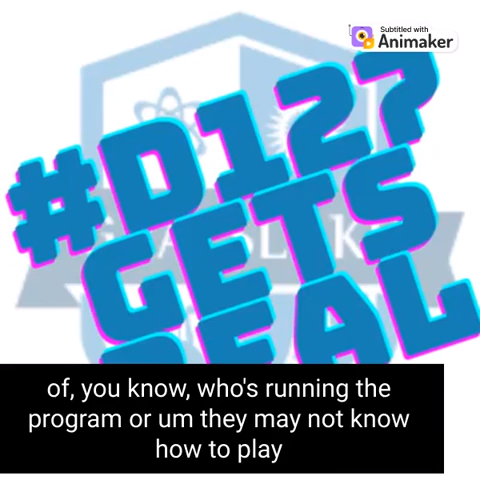 Subtitled with
Animaker
#D127
GETS
REAL
of, you know, who's running the
program or um they may not know
how to play